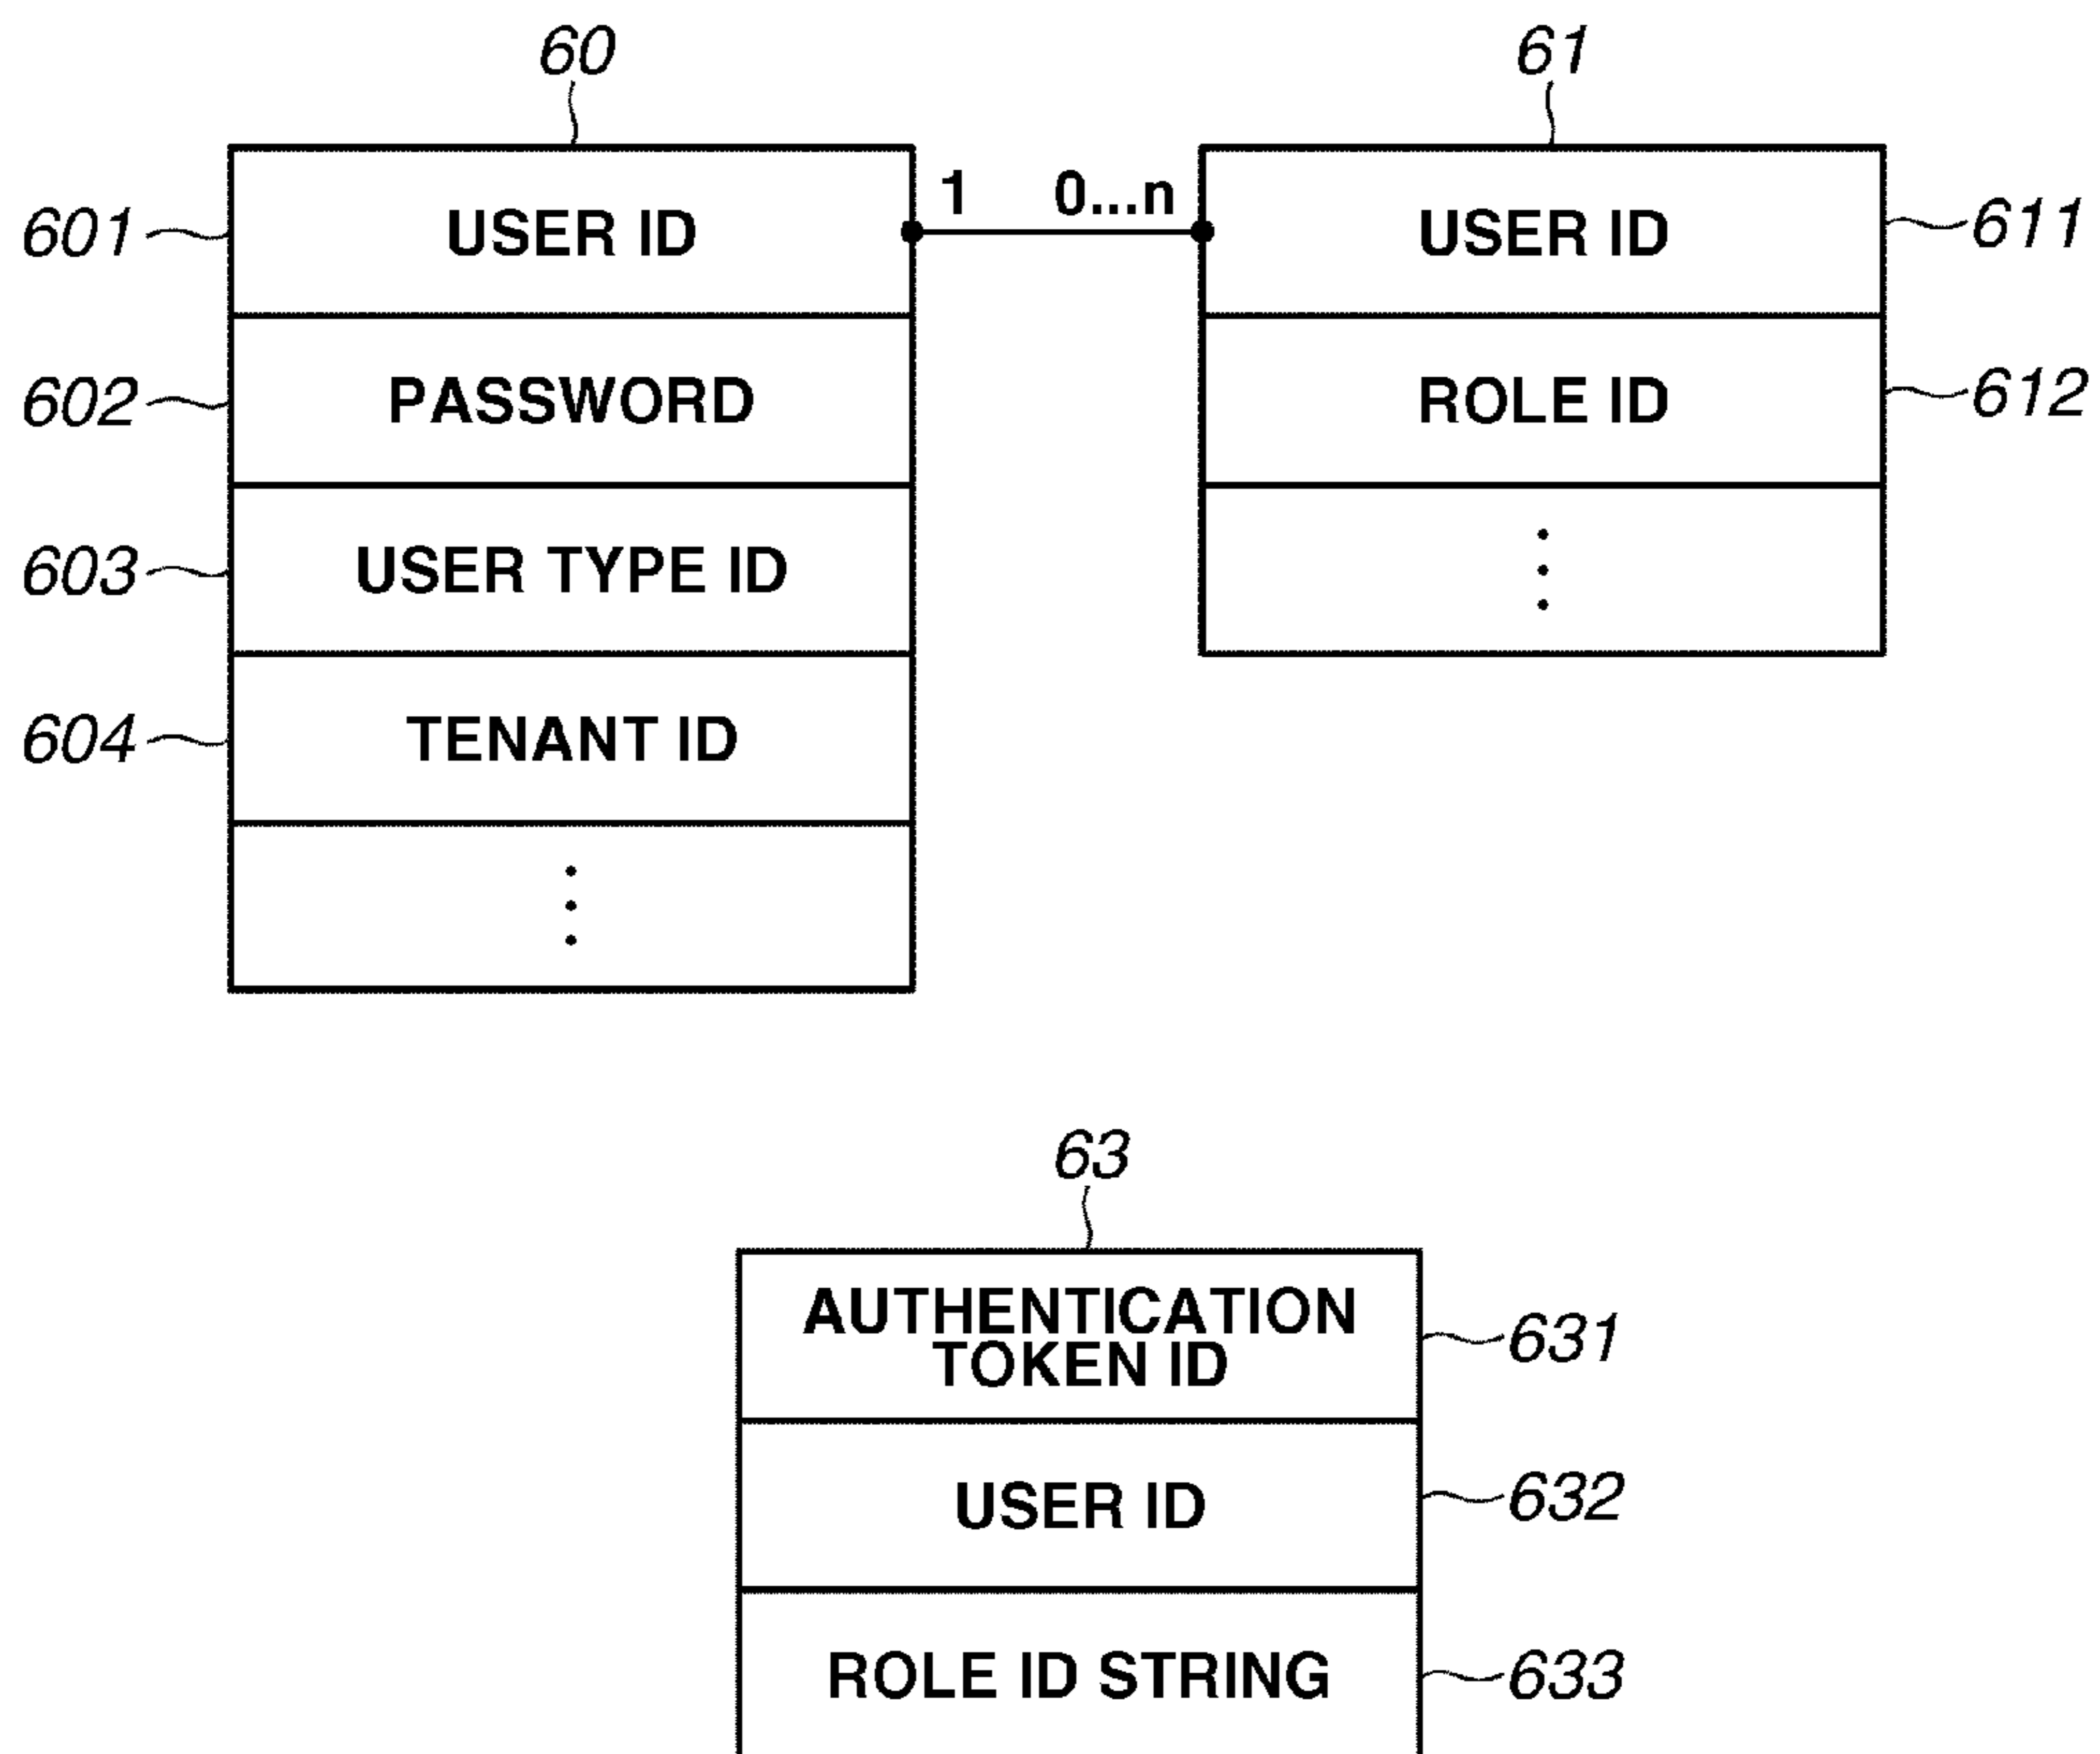 60
61
601
USER ID
1
0...n
USER ID
611
602
PASSWORD
ROLE ID
612
603
USER TYPE ID
604
TENANT ID
63
AUTHENTICATION
TOKEN ID
631
USER ID
632
ROLE ID STRING
633